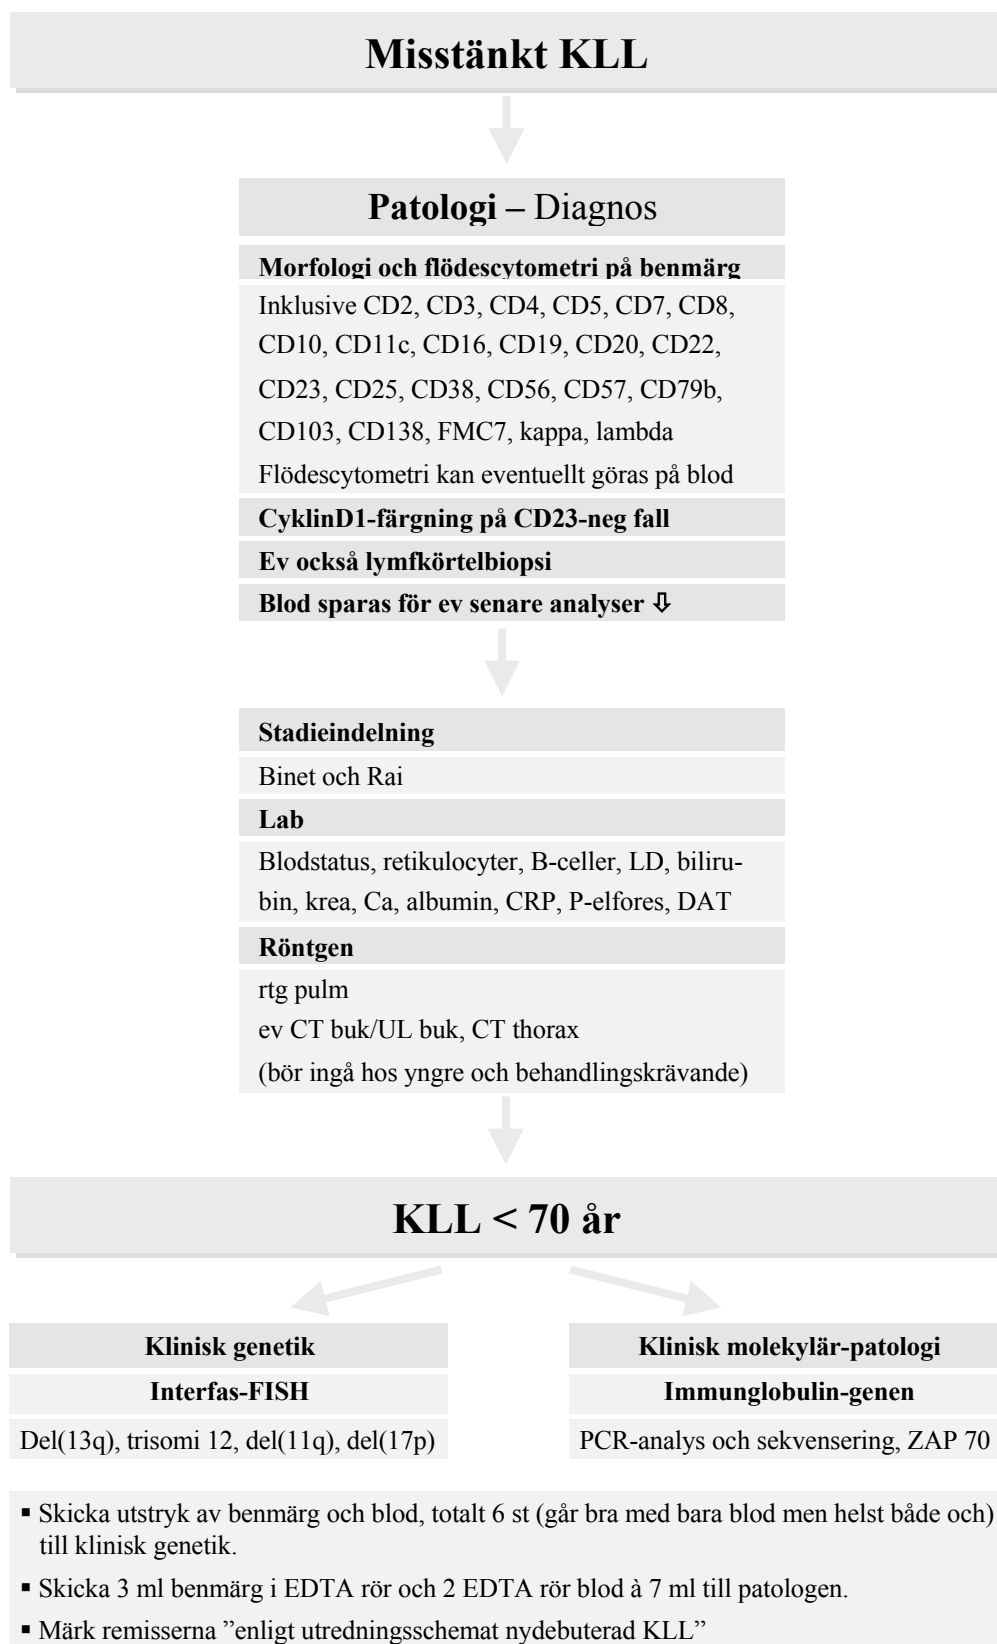 Misstänkt KLL
Patologi – Diagnos
Morfologi och flödescytometri på benmärg
Inklusive CD2, CD3, CD4, CD5, CD7, CD8,
CD10, CD11c, CD16, CD19, CD20, CD22,
CD23, CD25, CD38, CD56, CD57, CD79b,
CD103, CD138, FMC7, kappa, lambda
Flödescytometri kan eventuellt göras på blod
CyklinD1-färgning på CD23-neg fall
Ev också lymfkörtelbiopsi
Blod sparas för ev senare analyser ⇩
Stadieindelning
Binet och Rai
Lab
Blodstatus, retikulocyter, B-celler, LD, biliru-
bin, krea, Ca, albumin, CRP, P-elfores, DAT
Röntgen
rtg pulm
ev CT buk/UL buk, CT thorax
(bör ingå hos yngre och behandlingskrävande)
KLL < 70 år
Klinisk genetik
Interfas-FISH
Del(13q), trisomi 12, del(11q), del(17p)
Klinisk molekylär-patologi
Immunglobulin-genen
PCR-analys och sekvensering, ZAP 70
▪ Skicka utstryk av benmärg och blod, totalt 6 st (går bra med bara blod men helst både och)
till klinisk genetik.
▪ Skicka 3 ml benmärg i EDTA rör och 2 EDTA rör blod à 7 ml till patologen.
▪ Märk remisserna ”enligt utredningsschemat nydebuterad KLL”